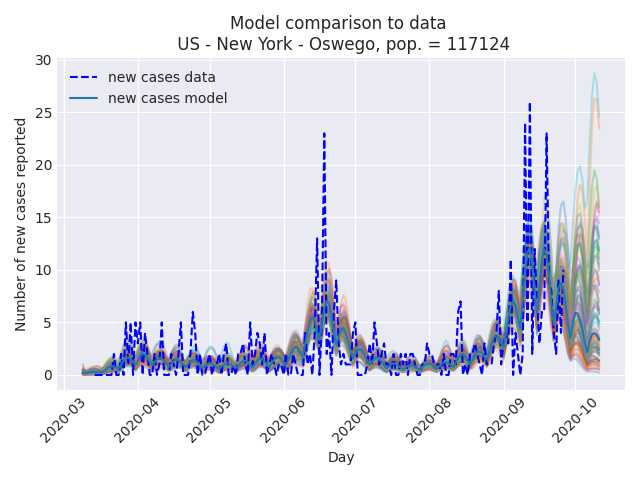 Model comparison to data
US - New York - Oswego, pop. = 117124
new cases data
new cases model
Number of new cases reported
30
25
20
15
10
5
0
2020-03
2020-04
2020-05
2020-06
2020-07
2020-08
2020-09
2020-10
Day